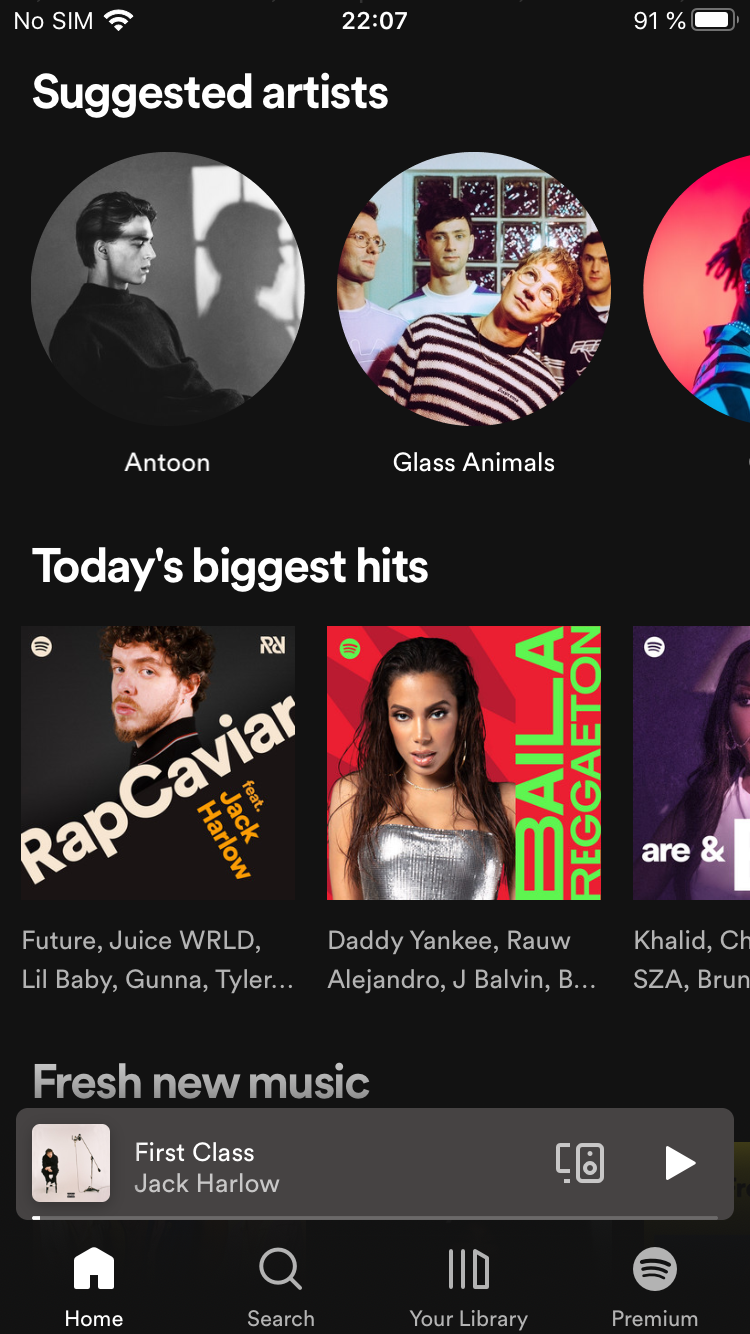 No SIM 22:07 91 %
Suggested artists
Antoon
Glass Animals
Today's biggest hits
RapCaviar
feat.
Jack
Harlow
BAILA
REGGAETON
are &
Future, Juice WRLD,
Lil Baby, Gunna, Tyler...
Daddy Yankee, Rauw
Alejandro, J Balvin, B...
Khalid, Ch
SZA, Brun
Fresh new music
First Class
Jack Harlow
Home
Search
Your Library
Premium